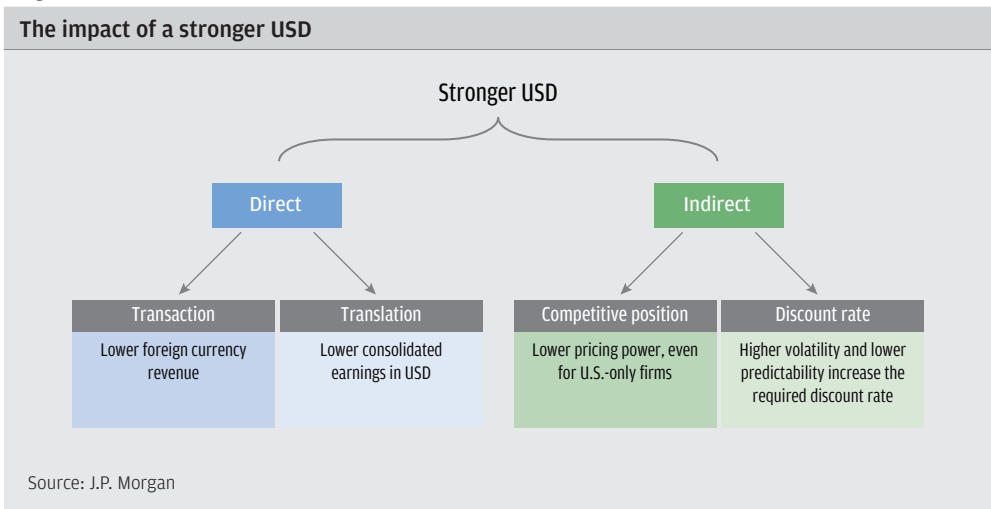 The impact of a stronger USD
Stronger USD
Direct
Indirect
Transaction
Lower foreign currency
revenue
Translation
Lower consolidated
earnings in USD
Competitive position
Lower pricing power, even
for U.S.-only firms
Discount rate
Higher volatility and lower
predictability increase the
required discount rate
Source: J.P. Morgan